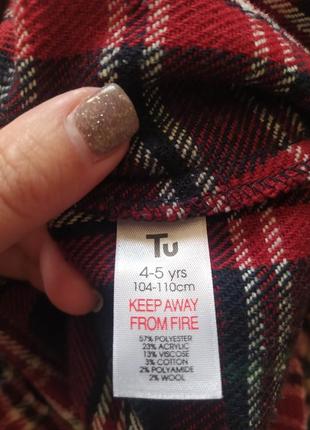 Tu
4-5 yrs
104-110cm
KEEP AWAY
FROM FIRE
57% POLYESTER
23% ACRYLIC
13% VISCOSE
3% COTTON
2% POLYAMIDE
2% WOOL